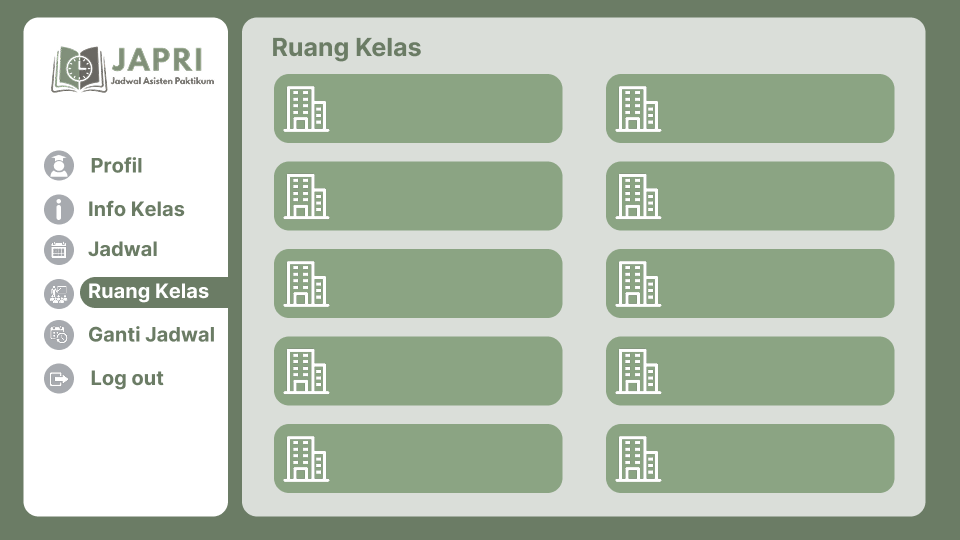 JAPRI
Jadwal Asisten Paktikum
Profil
Info Kelas
Jadwal
Ruang Kelas
Ganti Jadwal
Log out
Ruang Kelas